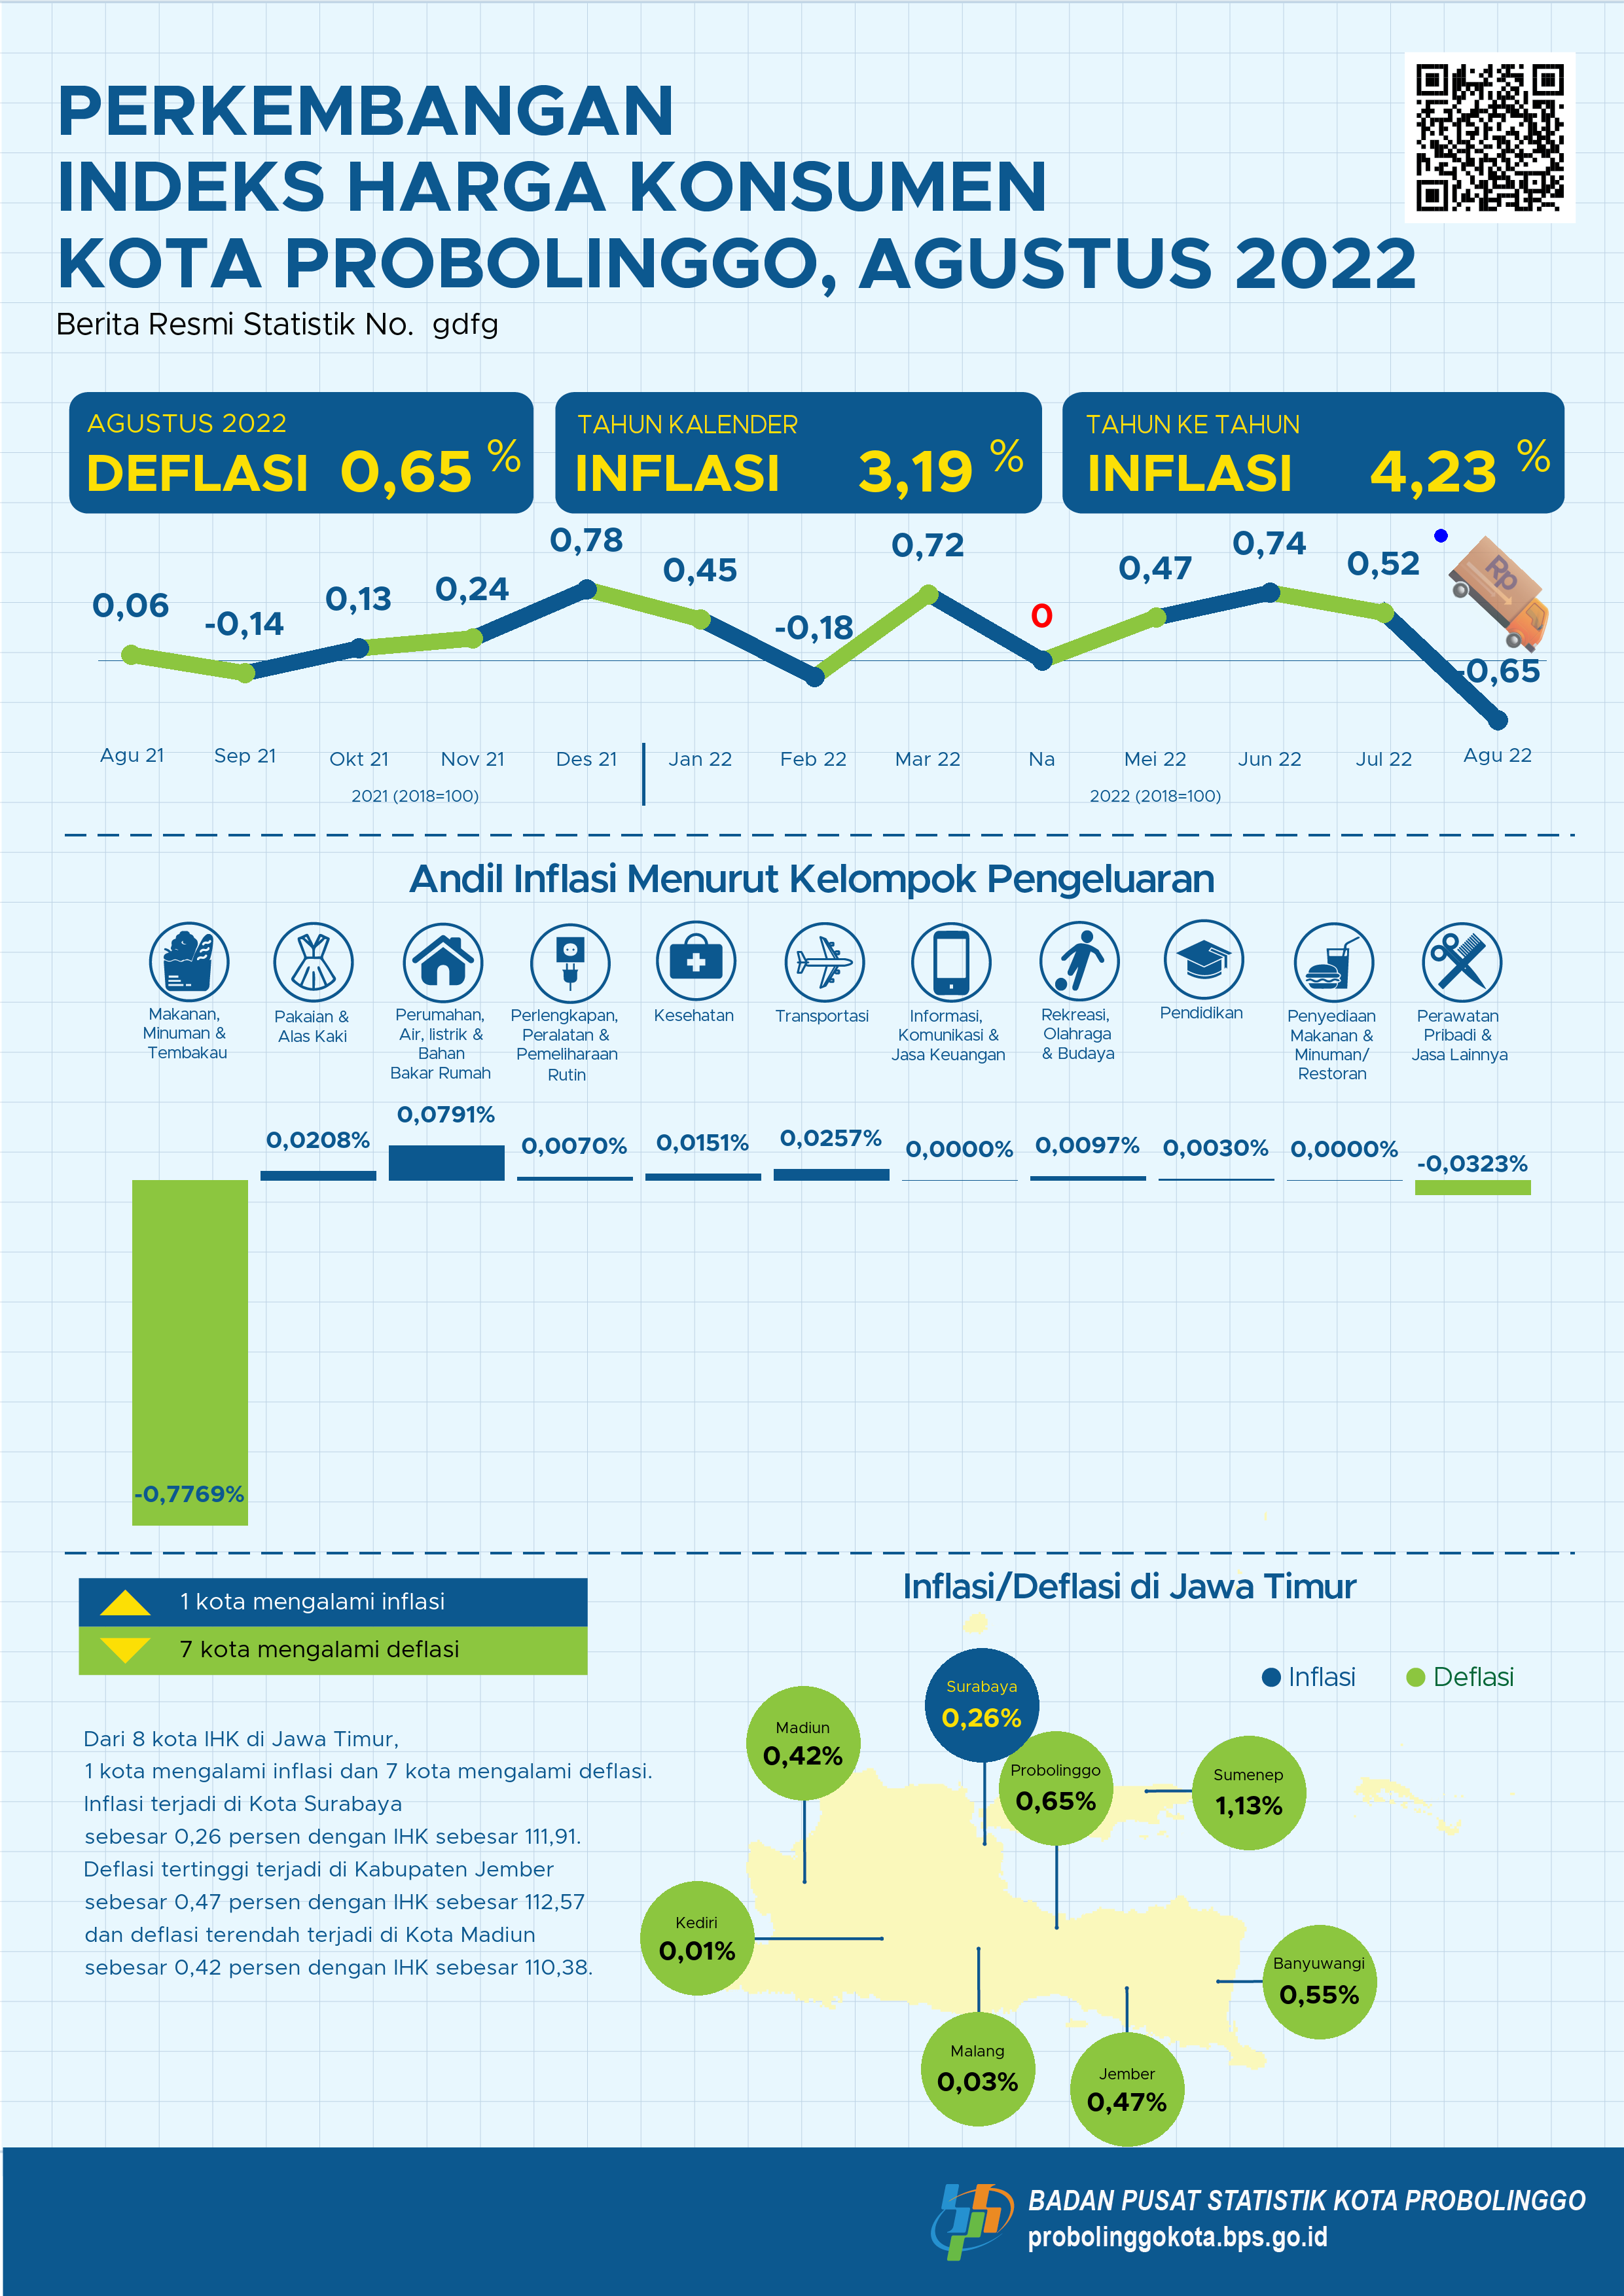 PERKEMBANGAN
INDEKS HARGA KONSUMEN
KOTA PROBOLINGGO, AGUSTUS 2022
Berita Resmi Statistik No. gdfg
AGUSTUS 2022
DEFLASI 0,65 %
TAHUN KALENDER
INFLASI 3,19 %
TAHUN KE TAHUN
INFLASI 4,23 %
0,06
-0,14
0,13
0,24
0,78
0,45
-0,18
0,72
0
0,47
0,74
0,52
-0,65
Rp
Agu 21
Sep 21
Okt 21
Nov 21
Des 21
Jan 22
Feb 22
Mar 22
Na
Mei 22
Jun 22
Jul 22
Agu 22
2021 (2018=100)
2022 (2018=100)
Andil Inflasi Menurut Kelompok Pengeluaran
Makanan,
Minuman &
Tembakau
Pakaian &
Alas Kaki
Perumahan,
Air, listrik &
Bahan
Bakar Rumah
Perlengkapan,
Peralatan &
Pemeliharaan
Rutin
Kesehatan
Transportasi
Informasi,
Komunikasi &
Jasa Keuangan
Rekreasi,
Olahraga
& Budaya
Pendidikan
Penyediaan
Makanan &
Minuman/
Restoran
Perawatan
Pribadi &
Jasa Lainnya
0,0208%
0,0791%
0,0070%
0,0151%
0,0257%
0,0000%
0,0097%
0,0030%
0,0000%
-0,0323%
-0,7769%
1 kota mengalami inflasi
7 kota mengalami deflasi
Dari 8 kota IHK di Jawa Timur,
1 kota mengalami inflasi dan 7 kota mengalami deflasi.
Inflasi terjadi di Kota Surabaya
sebesar 0,26 persen dengan IHK sebesar 111,91.
Deflasi tertinggi terjadi di Kabupaten Jember
sebesar 0,47 persen dengan IHK sebesar 112,57
dan deflasi terendah terjadi di Kota Madiun
sebesar 0,42 persen dengan IHK sebesar 110,38.
Inflasi/Deflasi di Jawa Timur
Inflasi
Deflasi
Surabaya
0,26%
Madiun
0,42%
Probolinggo
0,65%
Sumenep
1,13%
Kediri
0,01%
Banyuwangi
0,55%
Malang
0,03%
Jember
0,47%
BADAN PUSAT STATISTIK KOTA PROBOLINGGO
probolinggokota.bps.go.id